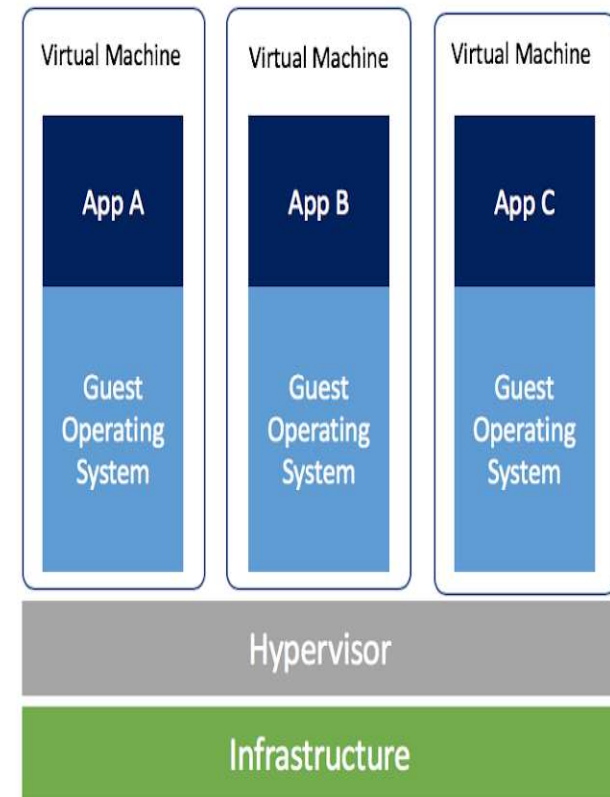 Virtual Machine
Virtual Machine
Virtual Machine
App A
App B
App C
Guest
Operating
System
Guest
Operating
System
Guest
Operating
System
Hypervisor
Infrastructure